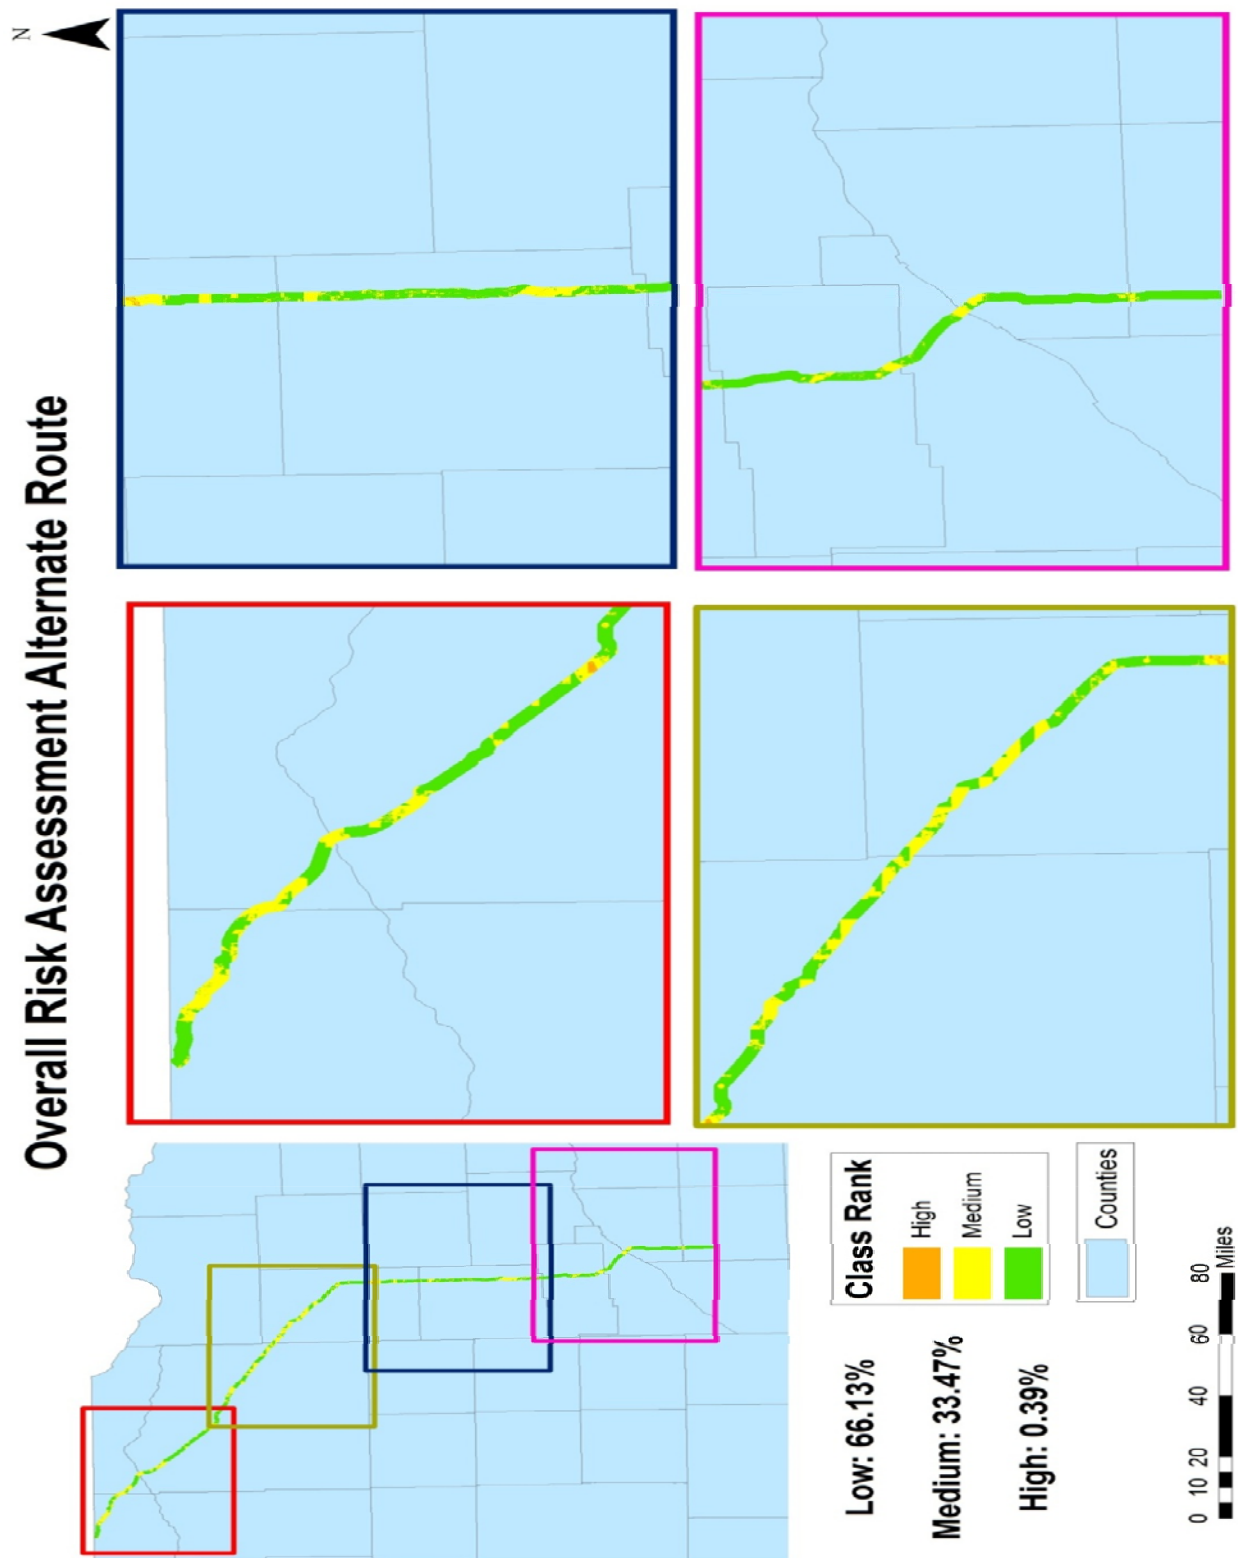 Overall Risk Assessment Alternate Route
N
Low: 66.13%
Medium: 33.47%
High: 0.39%
Class Rank
High
Medium
Low
Counties
0 10 20 40 60 80
Miles